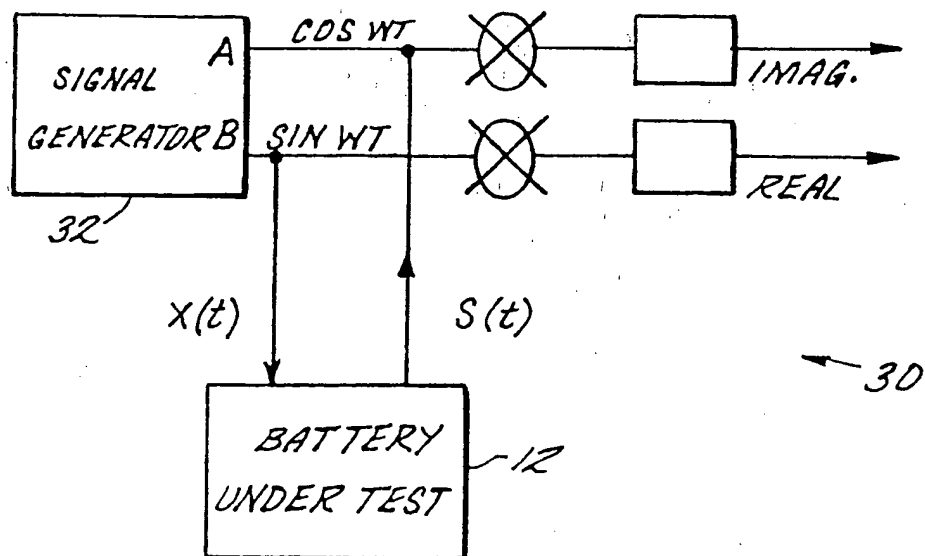 COS WT
A
SIGNAL
GENERATOR B
SIN WT
IMAG.
REAL
32
X(t)
S(t)
30
BATTERY
UNDER TEST
12